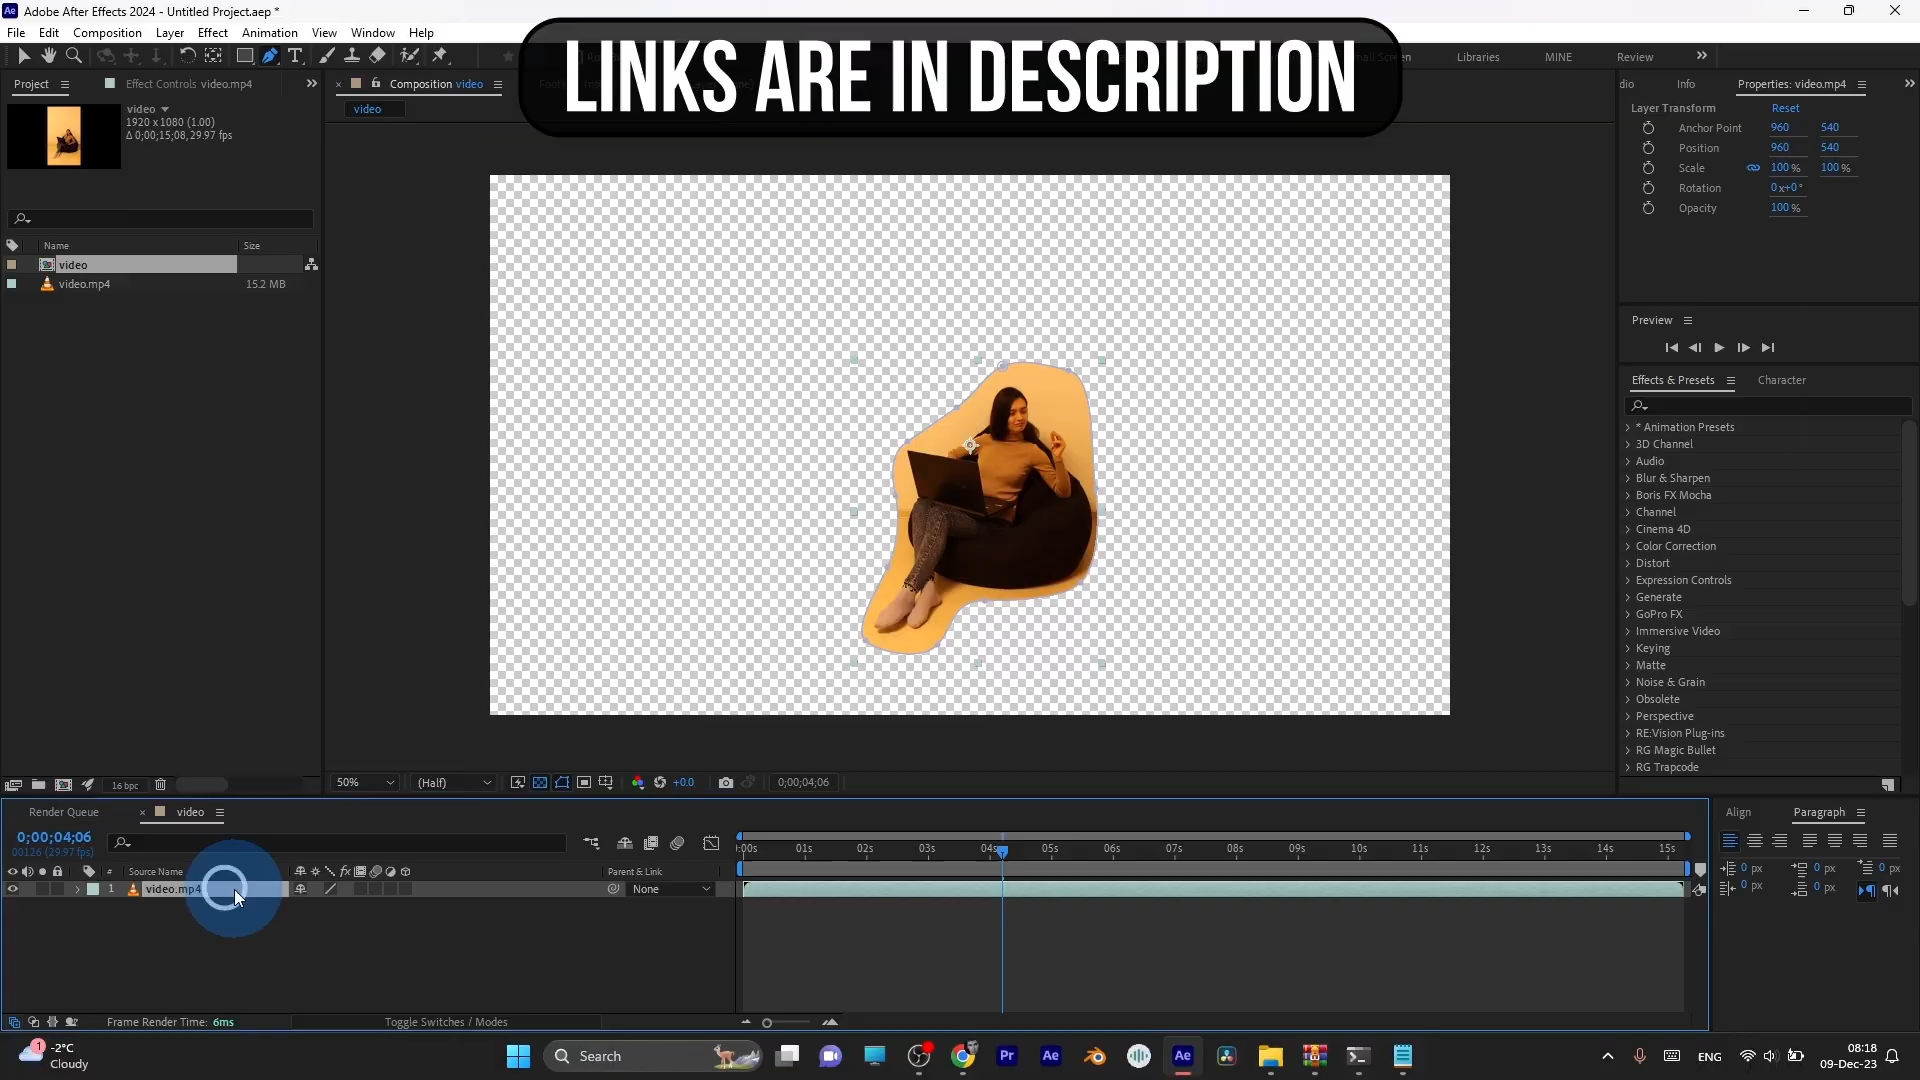 Adobe After Effects 2024 - Untitled Project.aep *
File Edit Composition Layer Effect Animation View Window Help
LINKS ARE IN DESCRIPTION
Libraries MINE Review
Project
Effect Controls video.mp4
Composition video
Info
Properties: video.mp4
video
video
1920 x 1080 (1.00)
Δ 0;00;15;08, 29.97 fps
Layer Transform Reset
Anchor Point 960 540
Position 960 540
Scale 100 % 100 %
Rotation 0x+0°
Opacity 100 %
Name Size
video
video.mp4 15.2 MB
Preview
Effects & Presets Character
* Animation Presets
3D Channel
Audio
Blur & Sharpen
Boris FX Mocha
Channel
Cinema 4D
Color Correction
Distort
Expression Controls
Generate
GoPro FX
Immersive Video
Keying
Matte
Noise & Grain
Obsolete
Perspective
RE:Vision Plug-ins
RG Magic Bullet
RG Trapcode
16 bpc
50% (Half) +0.0 0;00;04;06
Render Queue video
Align Paragraph
0;00;04;06
00126 (29.97 fps)
:00s 01s 02s 03s 04s 05s 06s 07s 08s 09s 10s 11s 12s 13s 14s 15s
# Source Name fx Parent & Link
1 video.mp4 None
0 px 0 px 0 px
0 px 0 px
Frame Render Time: 6ms Toggle Switches / Modes
1 -2°C
Cloudy
Search
Pr Ae Ae
ENG
08:18
09-Dec-23